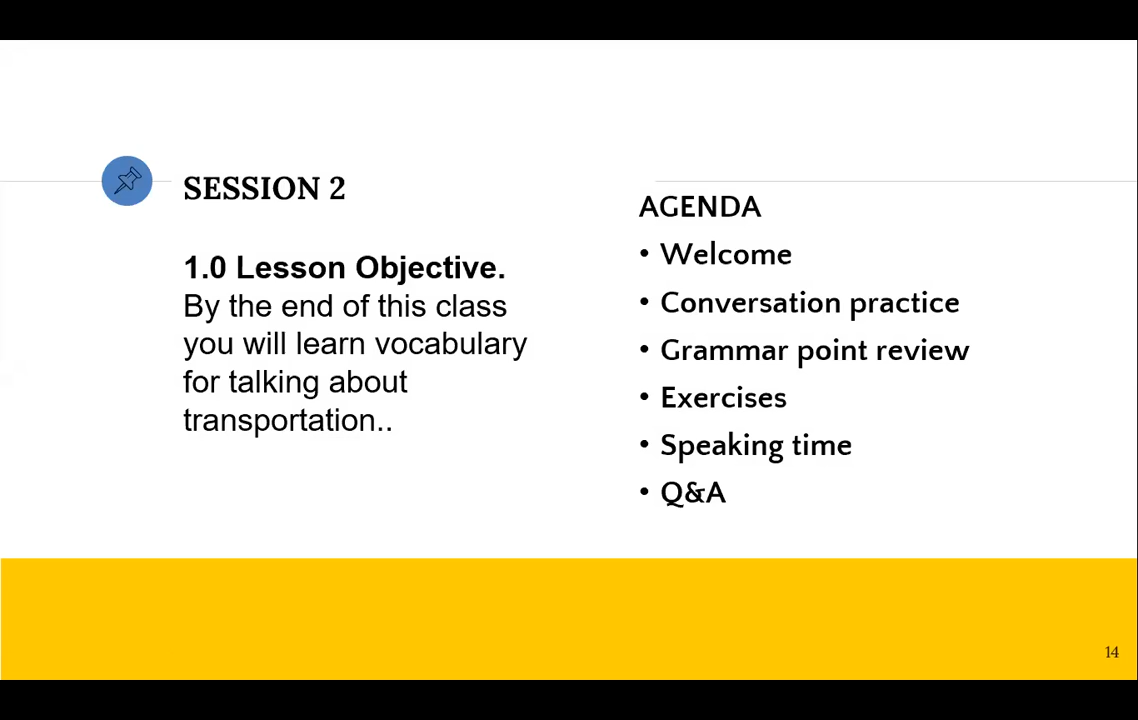 SESSION 2
1.0 Lesson Objective.
By the end of this class
you will learn vocabulary
for talking about
transportation..
AGENDA
• Welcome
• Conversation practice
• Grammar point review
• Exercises
• Speaking time
• Q&A
14